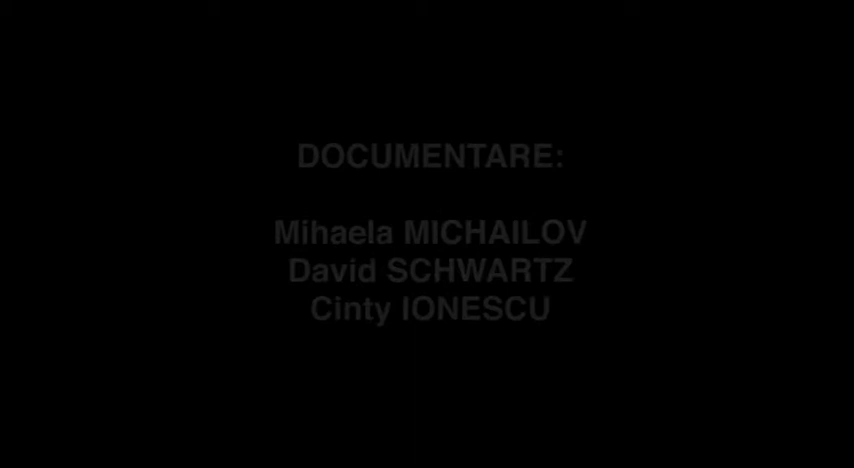 DOCUMENTARE:
Mihaela MICHAILOV
David SCHWARTZ
Cinty IONESCU